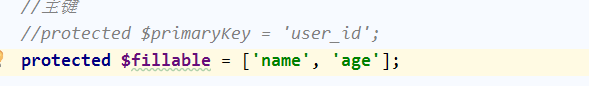 //主键
//protected $primaryKey = 'user_id';
protected $fillable = ['name', 'age'];